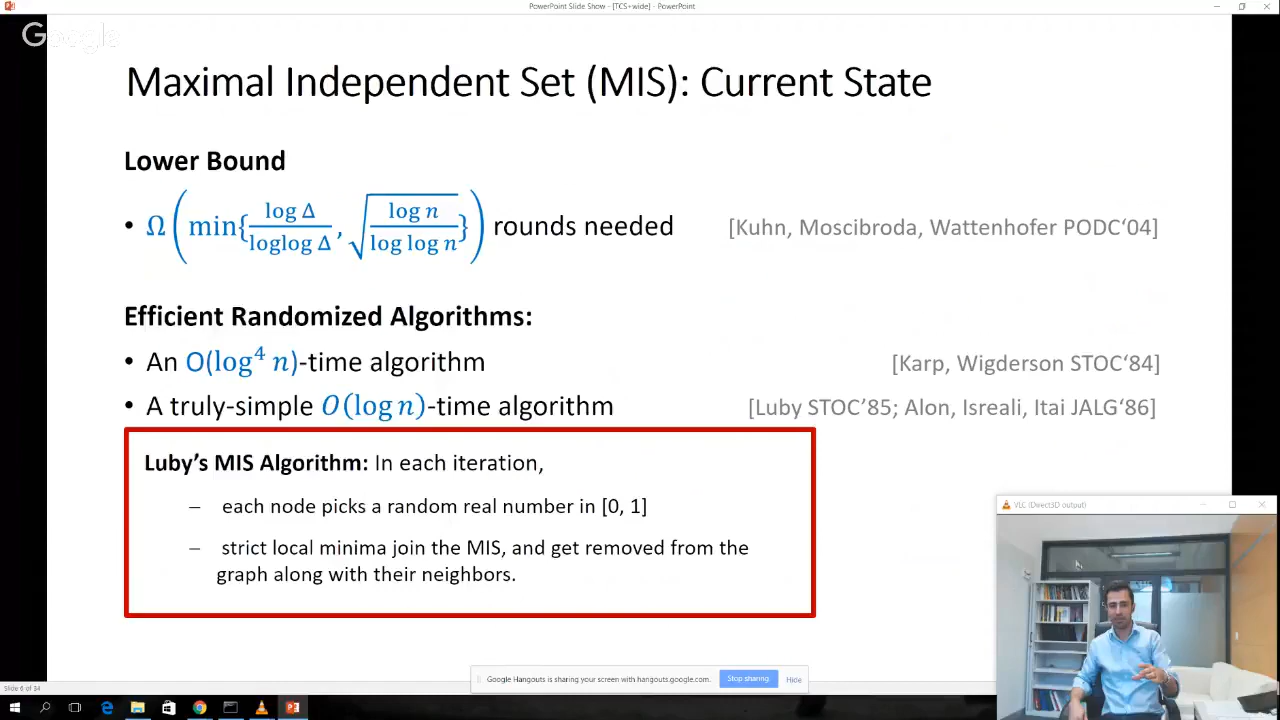 PowerPoint Slide Show - [TCS+wide] - PowerPoint
Google
Maximal Independent Set (MIS): Current State
Lower Bound
• Ω(min{log Δ / loglog Δ, √(log n / log log n)}) rounds needed [Kuhn, Moscibroda, Wattenhofer PODC‘04]
Efficient Randomized Algorithms:
• An O(log⁴ n)-time algorithm [Karp, Wigderson STOC‘84]
• A truly-simple O(log n)-time algorithm [Luby STOC’85; Alon, Isreali, Itai JALG‘86]
Luby’s MIS Algorithm: In each iteration,
– each node picks a random real number in [0, 1]
– strict local minima join the MIS, and get removed from the
graph along with their neighbors.
VLC (Direct3D output)
Google Hangouts is sharing your screen with hangouts.google.com. Stop sharing Hide
Slide 6 of 34